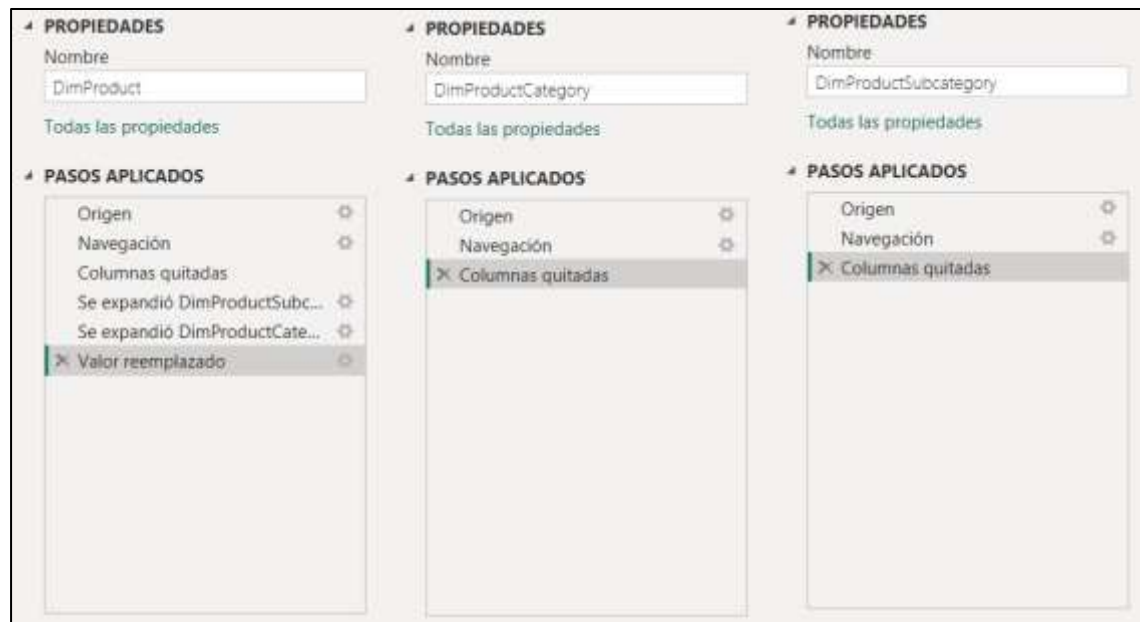 PROPIEDADES
Nombre
DimProduct
Todas las propiedades
PASOS APLICADOS
Origen
Navegación
Columnas quitadas
Se expandió DimProductSubc...
Se expandió DimProductCate...
Valor reemplazado
PROPIEDADES
Nombre
DimProductCategory
Todas las propiedades
PASOS APLICADOS
Origen
Navegación
Columnas quitadas
PROPIEDADES
Nombre
DimProductSubcategory
Todas las propiedades
PASOS APLICADOS
Origen
Navegación
Columnas quitadas